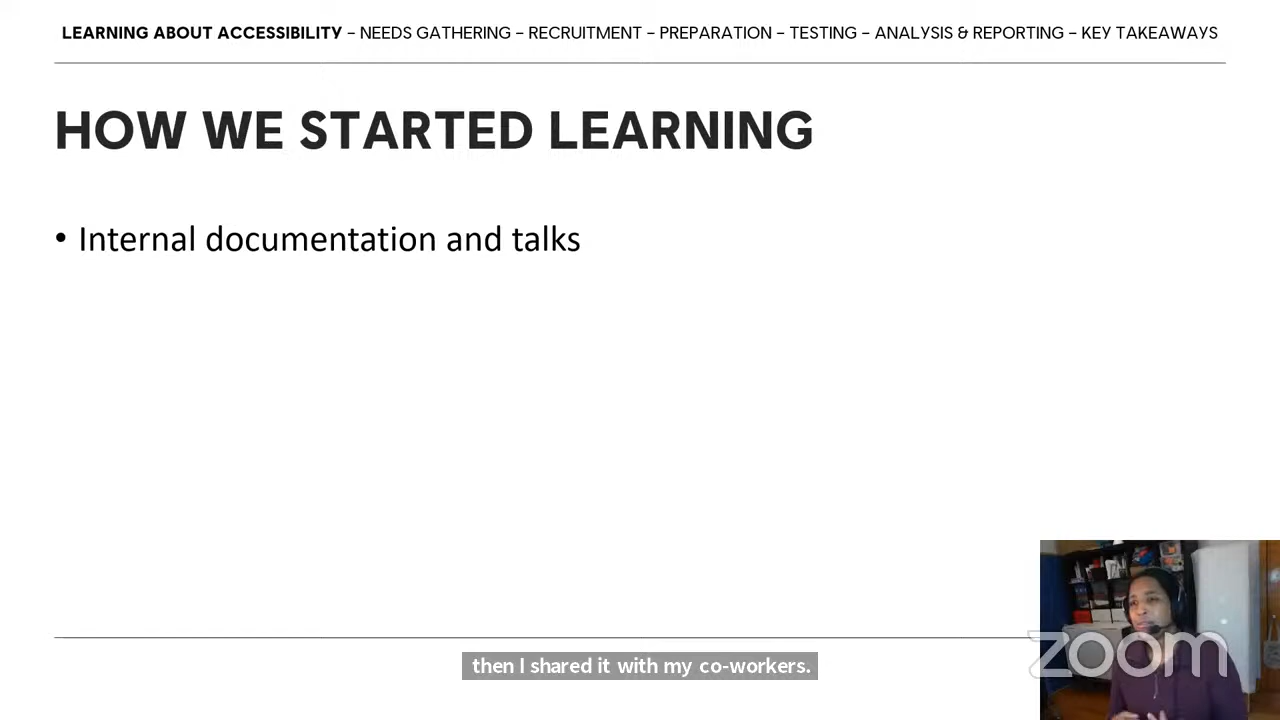 LEARNING ABOUT ACCESSIBILITY – NEEDS GATHERING – RECRUITMENT – PREPARATION – TESTING – ANALYSIS & REPORTING – KEY TAKEAWAYS
HOW WE STARTED LEARNING
• Internal documentation and talks
then I shared it with my co-workers.
zoom